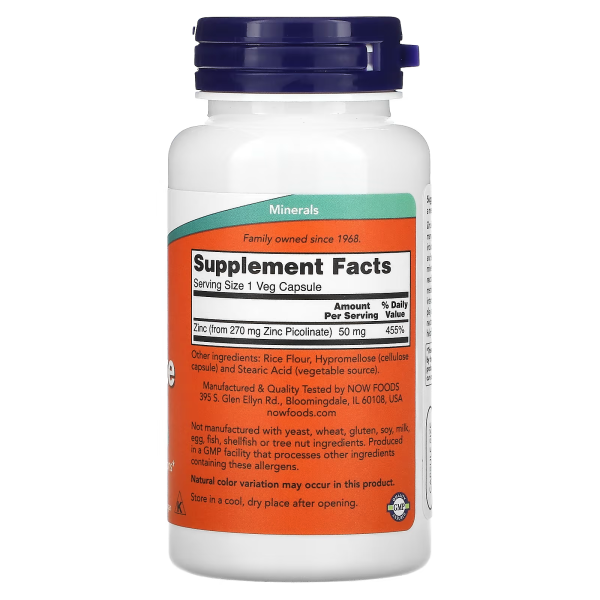 Minerals
Family owned since 1968.
Supplement Facts
Serving Size 1 Veg Capsule
Amount Per Serving
% Daily Value
Zinc (from 270 mg Zinc Picolinate) 50 mg 455%
Other ingredients: Rice Flour, Hypromellose (cellulose
capsule) and Stearic Acid (vegetable source).
Manufactured & Quality Tested by NOW FOODS
395 S. Glen Ellyn Rd., Bloomingdale, IL 60108, USA
nowfoods.com
Not manufactured with yeast, wheat, gluten, soy, milk,
egg, fish, shellfish or tree nut ingredients. Produced
in a GMP facility that processes other ingredients
containing these allergens.
Natural color variation may occur in this product.
Store in a cool, dry place after opening.
K
GMP
CAPSULE SIZE